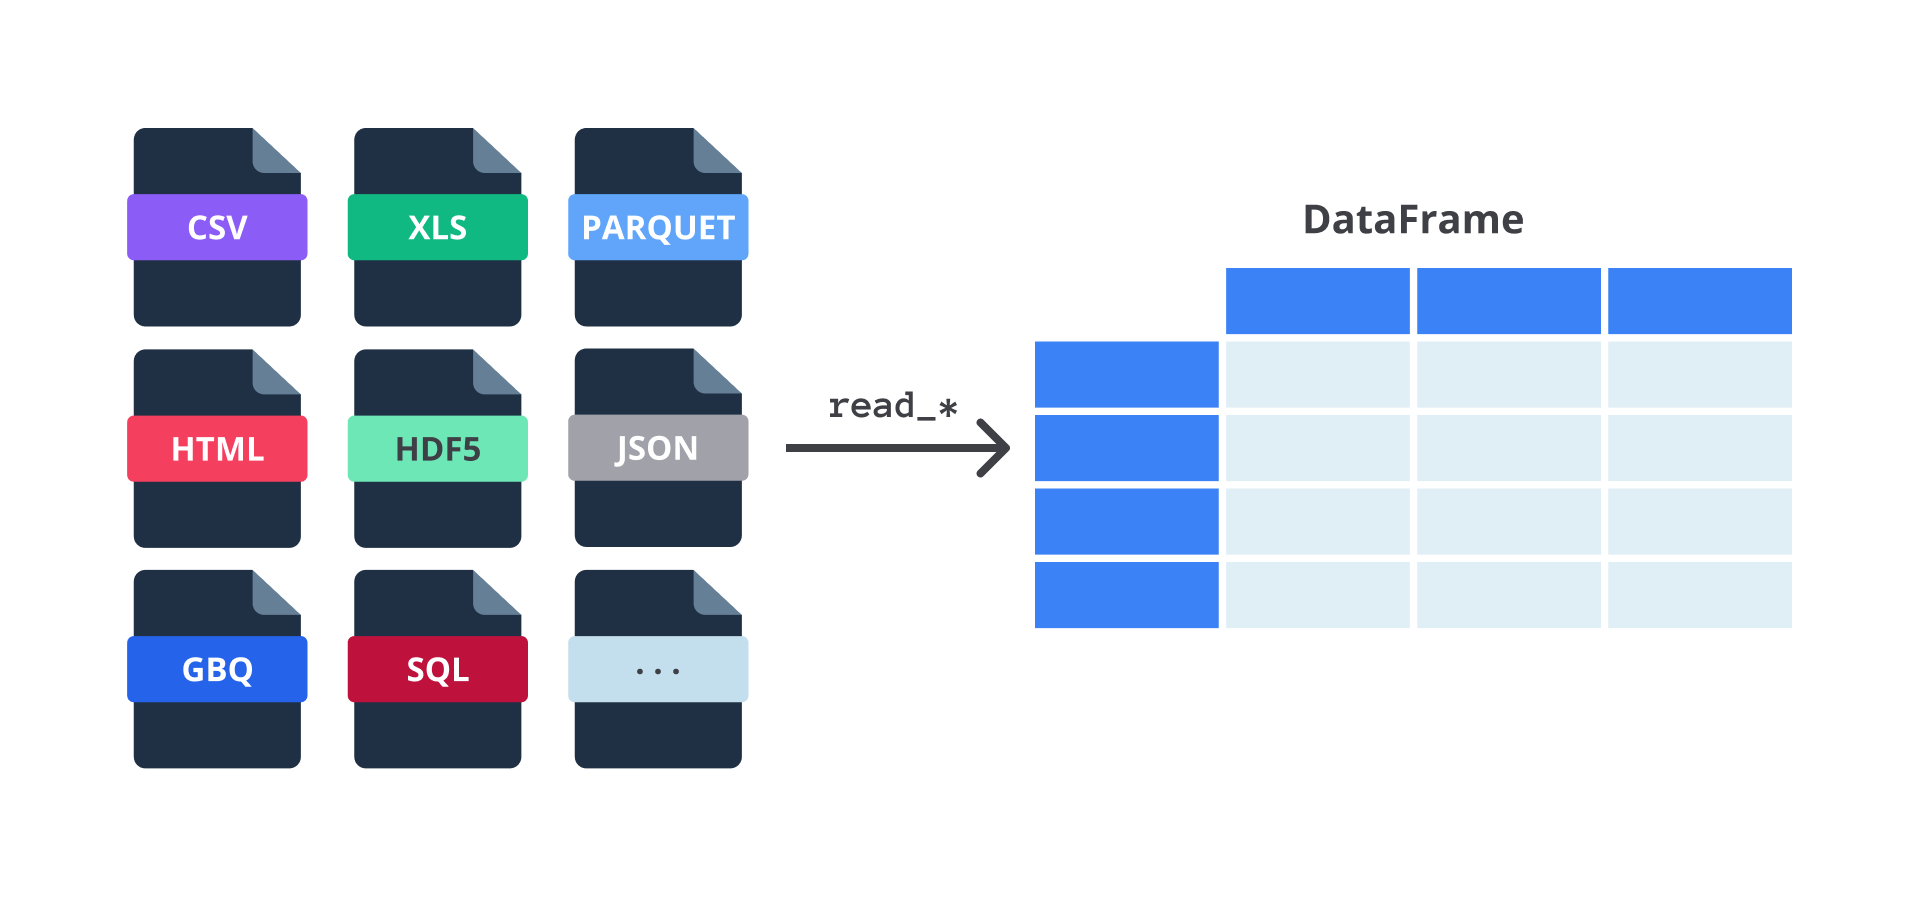 CSV
XLS
PARQUET
HTML
HDF5
JSON
GBQ
SQL
...
read_*
DataFrame